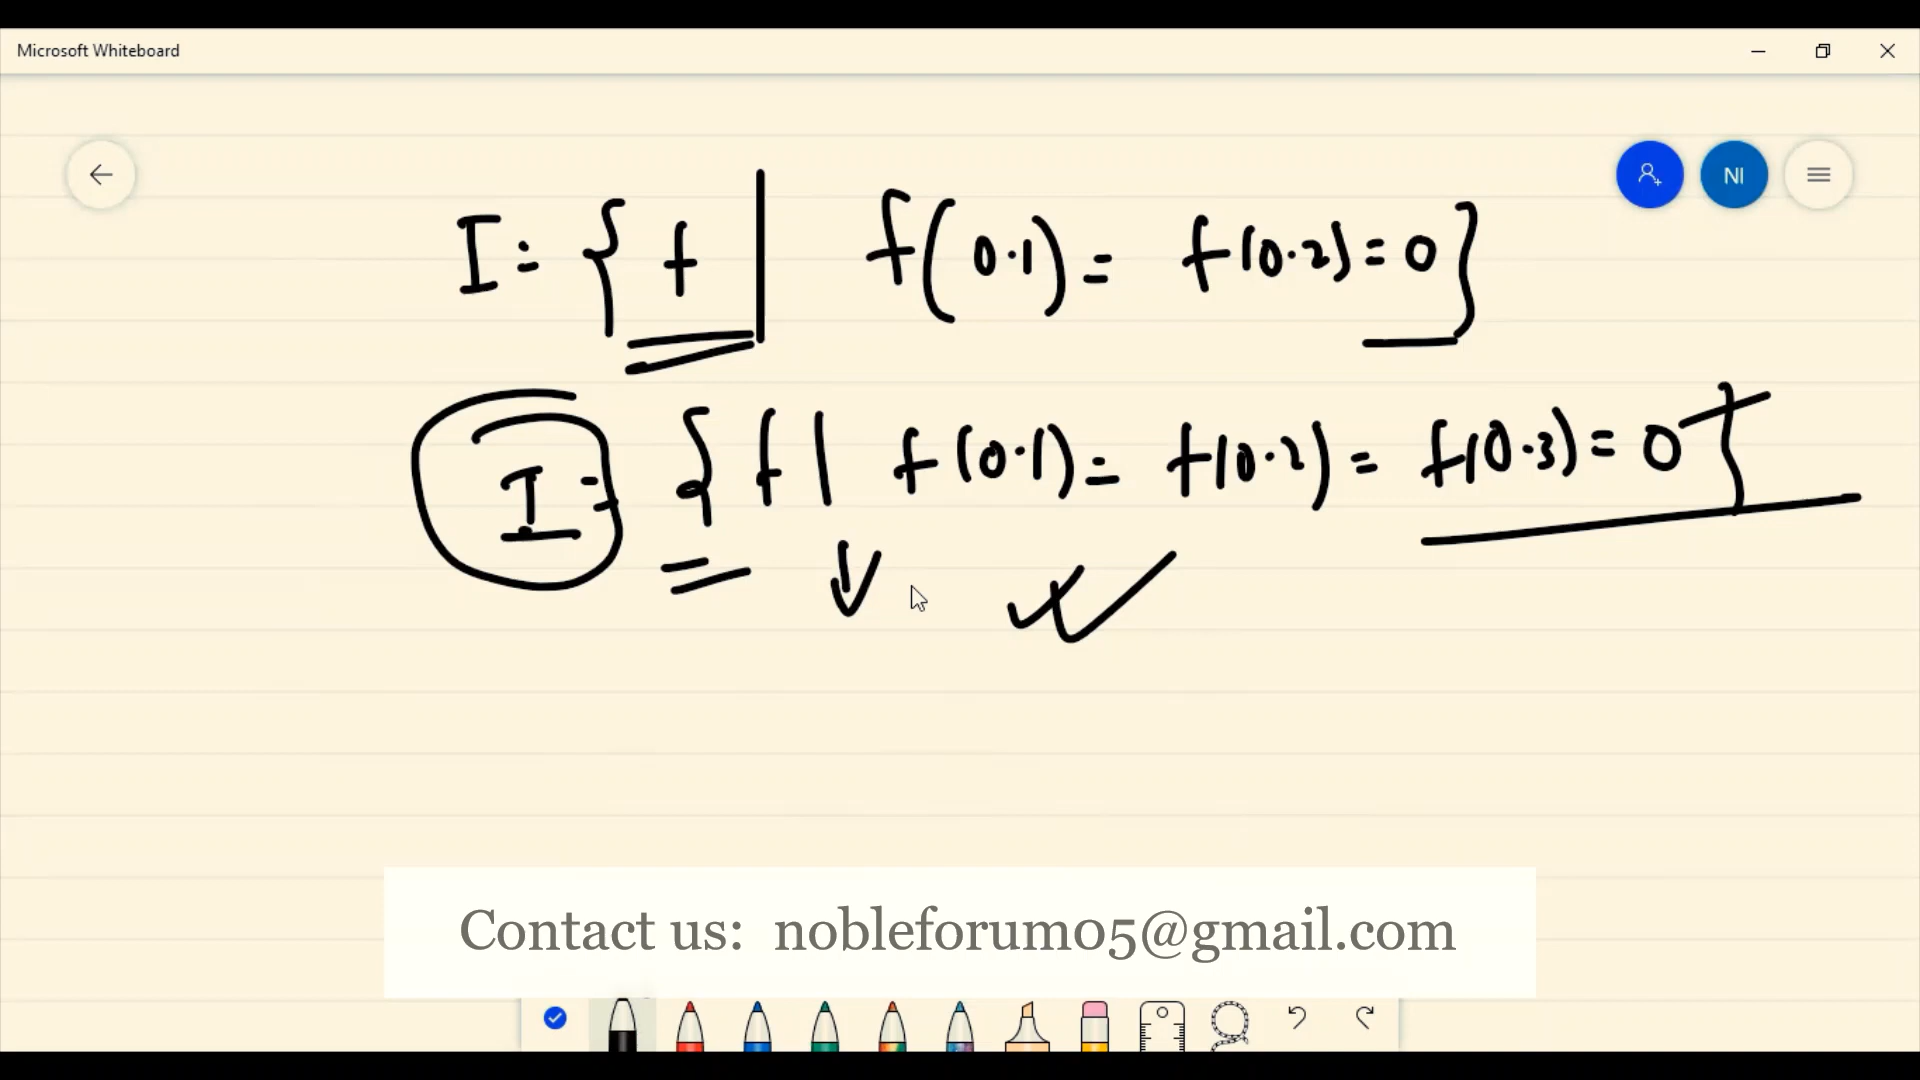 Microsoft Whiteboard
NI
I = { f | f(0.1) = f(0.2) = 0 }
I = { f | f(0.1) = f(0.2) = f(0.3) = 0 }
Contact us: nobleforum05@gmail.com